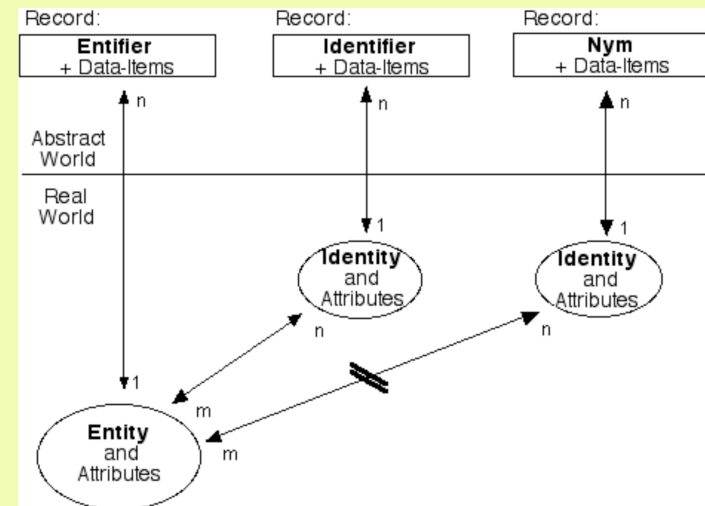 Record:
Record:
Record:
Entifier
+ Data-Items
Identifier
+ Data-Items
Nym
+ Data-Items
n
n
n
Abstract
World
Real
World
1
1
Identity
and
Attributes
Identity
and
Attributes
n
n
1
m
m
Entity
and
Attributes